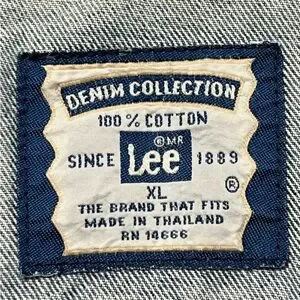 DENIM COLLECTION
100% COTTON
®MR
SINCE Lee 1889
XL
®
THE BRAND THAT FITS
MADE IN THAILAND
RN 14666